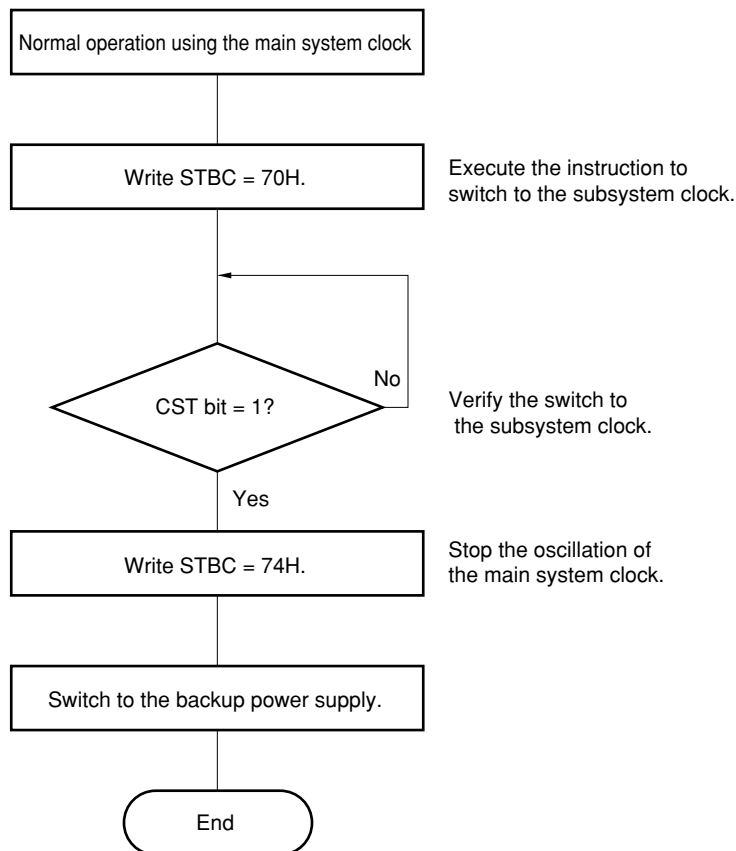 Normal operation using the main system clock
Write STBC = 70H.
Execute the instruction to
switch to the subsystem clock.
No
CST bit = 1?
Verify the switch to
the subsystem clock.
Yes
Write STBC = 74H.
Stop the oscillation of
the main system clock.
Switch to the backup power supply.
End